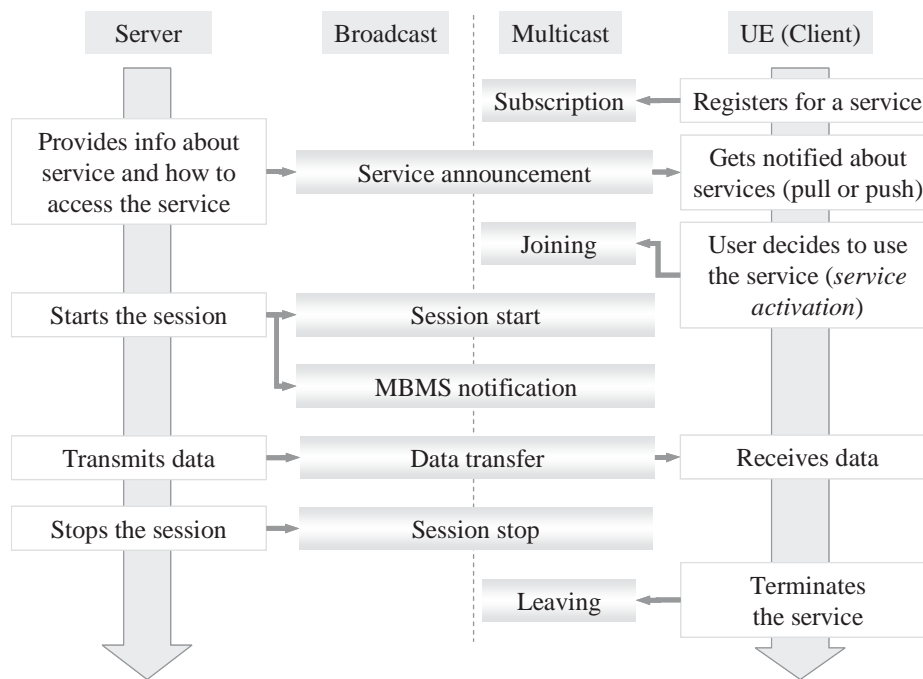 Server
Broadcast
Multicast
UE (Client)
Subscription
Registers for a service
Provides info about
service and how to
access the service
Service announcement
Gets notified about
services (pull or push)
Joining
User decides to use
the service (service
activation)
Starts the session
Session start
MBMS notification
Transmits data
Data transfer
Receives data
Stops the session
Session stop
Leaving
Terminates
the service